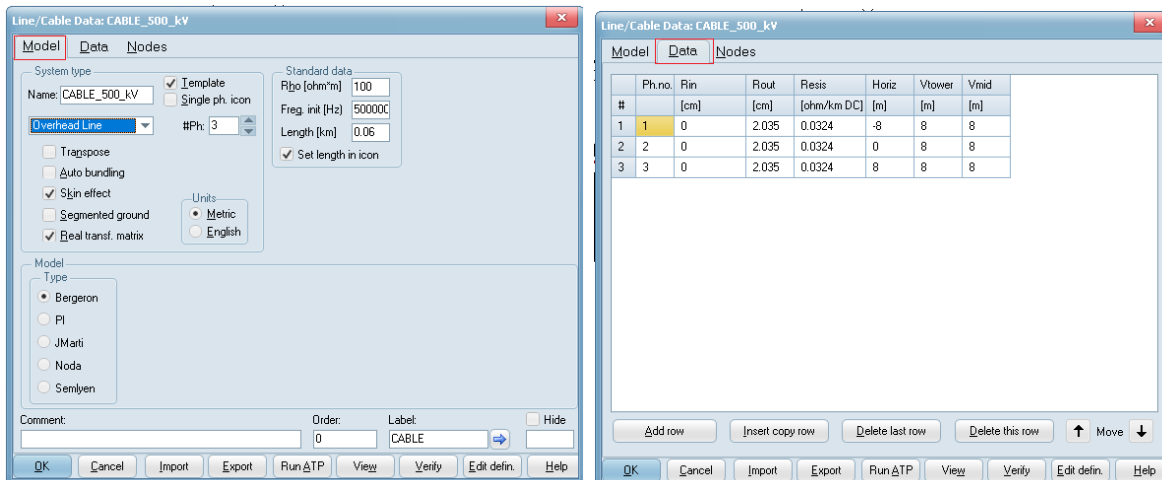 Line/Cable Data: CABLE_500_kV
Model Data Nodes
System type
Name: CABLE_500_kV
Template
Single ph. icon
Overhead Line
#Ph: 3
Transpose
Auto bundling
Skin effect
Segmented ground
Real transf. matrix
Units
Metric
English
Standard data
Rho [ohm*m] 100
Freq. init [Hz] 500000
Length [km] 0.06
Set length in icon
Model
Type
Bergeron
PI
JMarti
Noda
Semlyen
Comment: Order: Label: Hide
0 CABLE
OK Cancel Import Export Run ATP View Verify Edit defin. Help
Line/Cable Data: CABLE_500_kV
Model Data Nodes
Ph.no. Rin Rout Resis Horiz Vtower Vmid
# [cm] [cm] [ohm/km DC] [m] [m] [m]
1 1 0 2.035 0.0324 -8 8 8
2 2 0 2.035 0.0324 0 8 8
3 3 0 2.035 0.0324 8 8 8
Add row Insert copy row Delete last row Delete this row Move
OK Cancel Import Export Run ATP View Verify Edit defin. Help